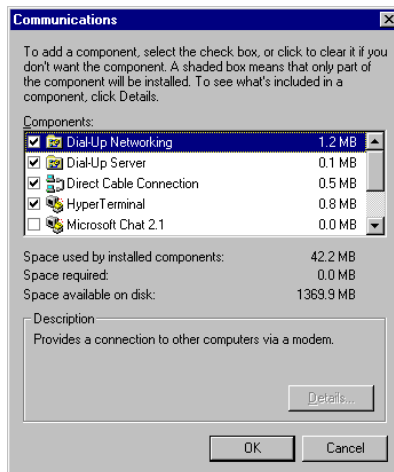 Communications
To add a component, select the check box, or click to clear it if you
don't want the component. A shaded box means that only part of
the component will be installed. To see what's included in a
component, click Details.
Components:
Dial-Up Networking 1.2 MB
Dial-Up Server 0.1 MB
Direct Cable Connection 0.5 MB
HyperTerminal 0.8 MB
Microsoft Chat 2.1 0.0 MB
Space used by installed components: 42.2 MB
Space required: 0.0 MB
Space available on disk: 1369.9 MB
Description
Provides a connection to other computers via a modem.
Details...
OK Cancel